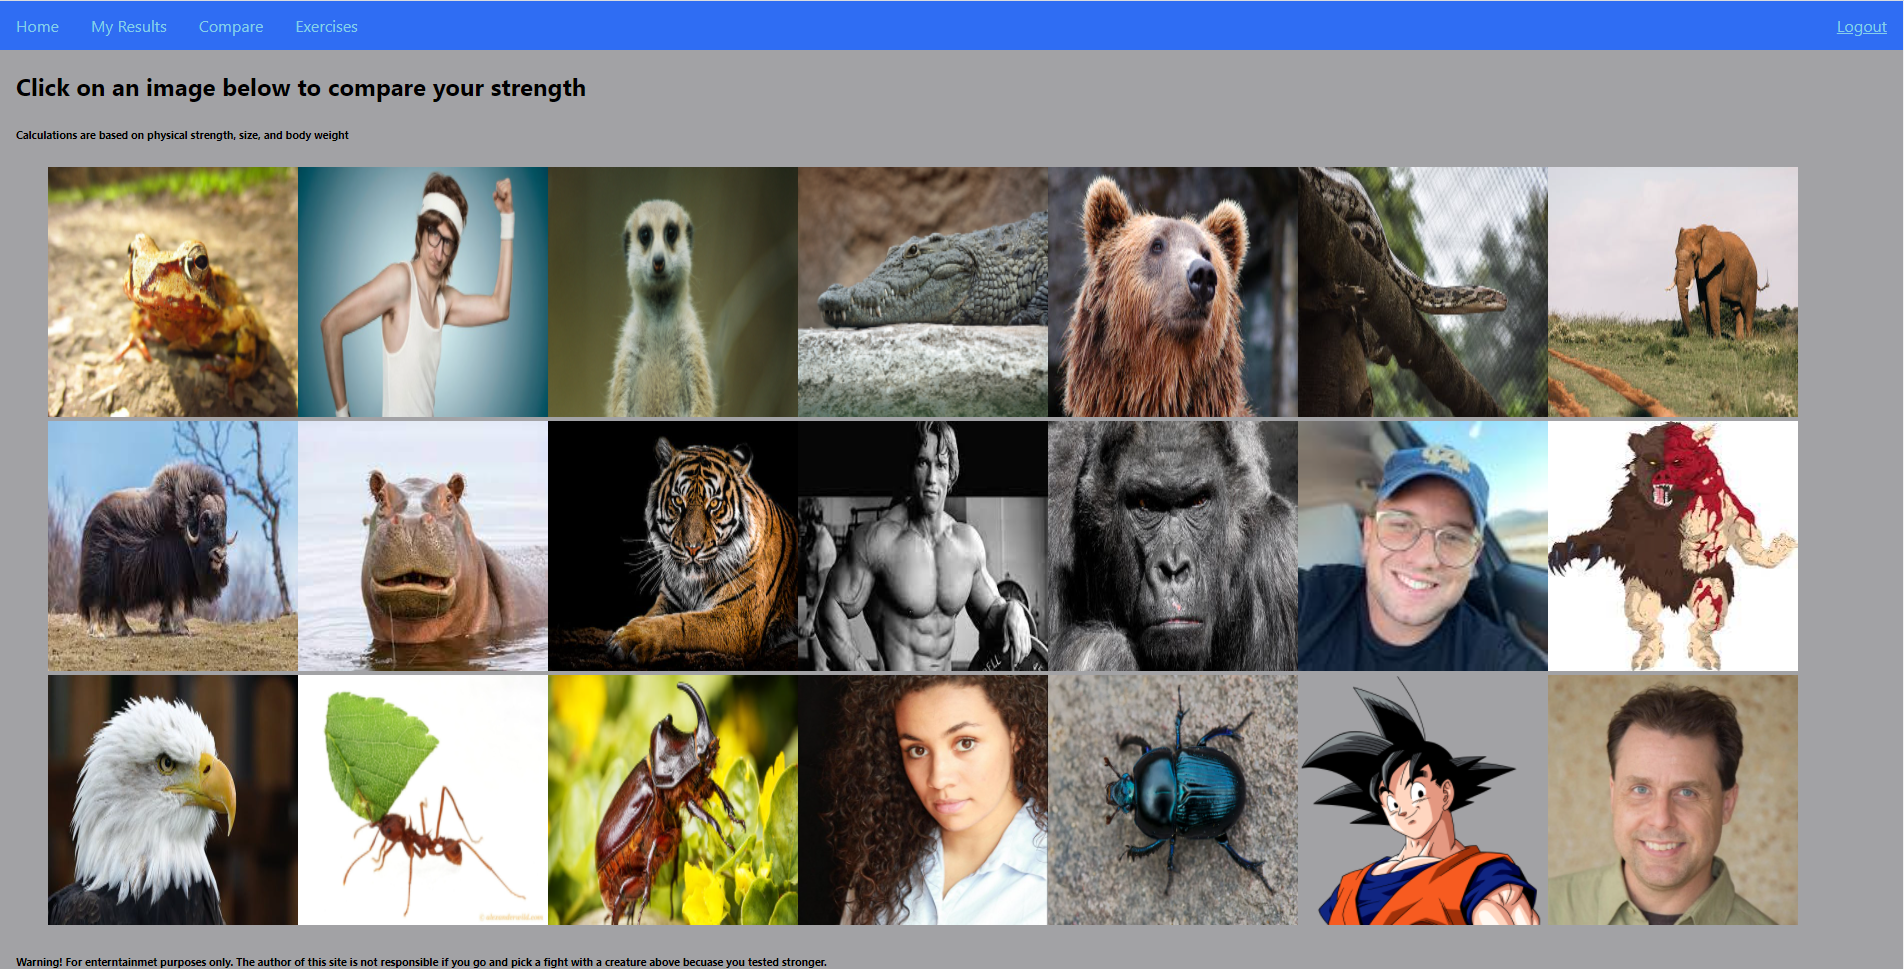 Home My Results Compare Exercises Logout
Click on an image below to compare your strength
Calculations are based on physical strength, size, and body weight
© alexanderwild.com
Warning! For enterntainmet purposes only. The author of this site is not responsible if you go and pick a fight with a creature above becuase you tested stronger.